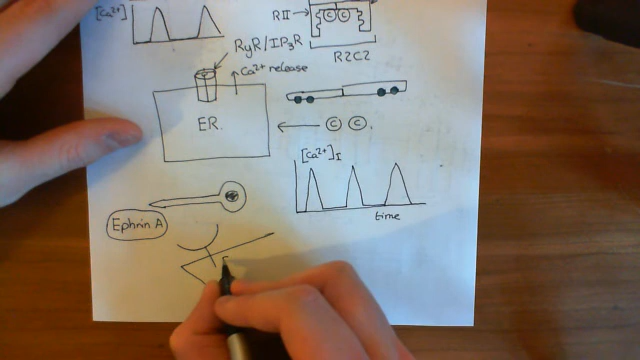 [Ca²⁺]
RII
C C
R2C2
RyR/IP₃R
Ca²⁺ release
ER.
C C .
[Ca²⁺]I
time
Ephrin A